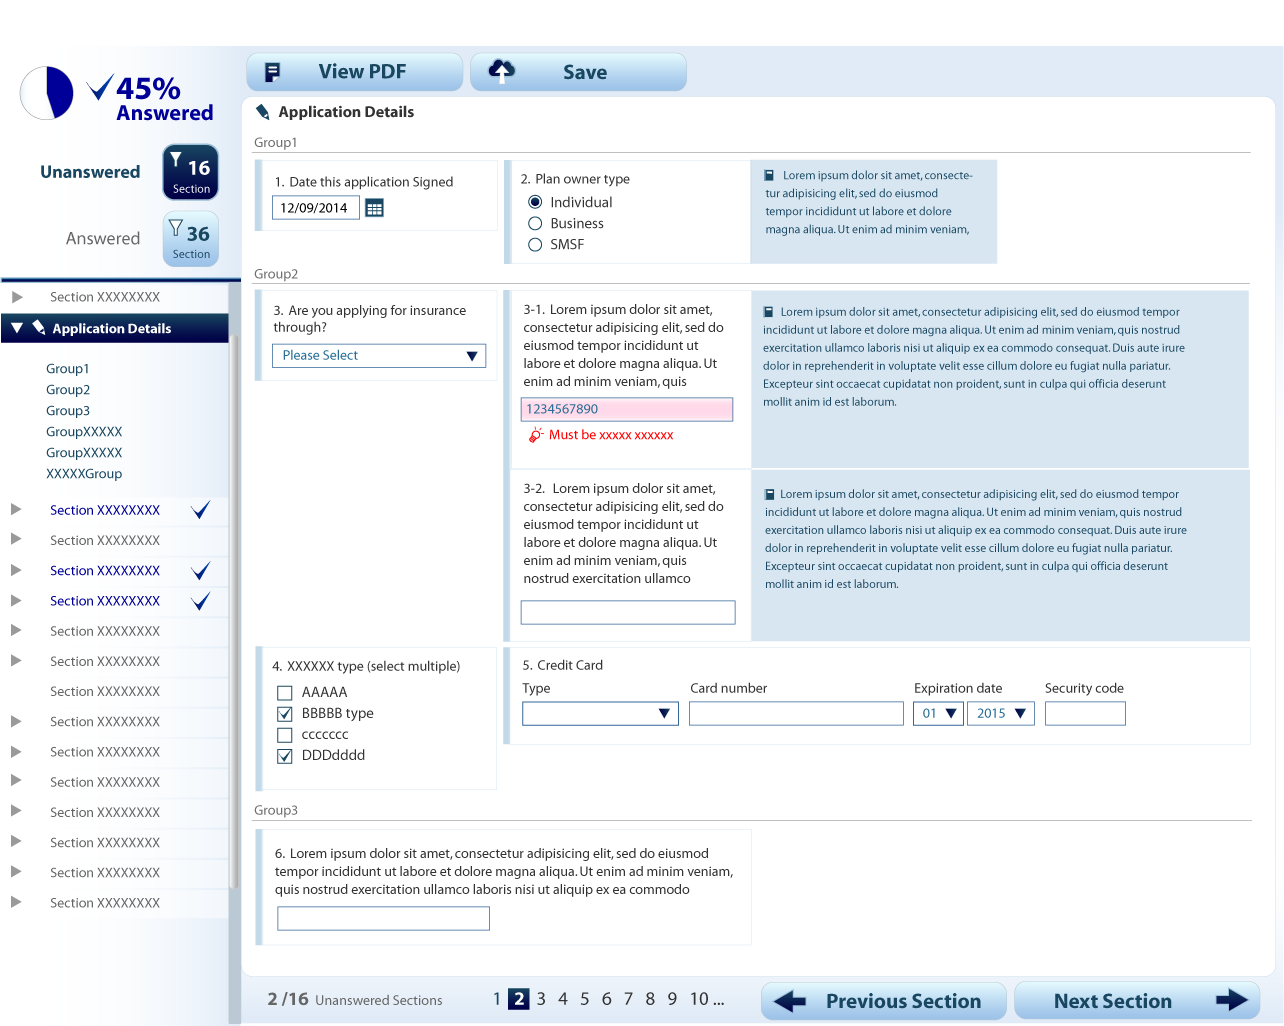 View PDF
Save
45%
Answered
Unanswered
16
Section
Answered
36
Section
Section XXXXXXXX
Application Details
Group1
Group2
Group3
GroupXXXXX
GroupXXXXX
XXXXXGroup
Section XXXXXXXX
Section XXXXXXXX
Section XXXXXXXX
Section XXXXXXXX
Section XXXXXXXX
Section XXXXXXXX
Section XXXXXXXX
Section XXXXXXXX
Section XXXXXXXX
Section XXXXXXXX
Section XXXXXXXX
Section XXXXXXXX
Section XXXXXXXX
Section XXXXXXXX
Application Details
Group1
1. Date this application Signed
12/09/2014
2. Plan owner type
Individual
Business
SMSF
Lorem ipsum dolor sit amet, consecte-
tur adipisicing elit, sed do eiusmod
tempor incididunt ut labore et dolore
magna aliqua. Ut enim ad minim veniam,
Group2
3. Are you applying for insurance
through?
Please Select
3-1. Lorem ipsum dolor sit amet,
consectetur adipisicing elit, sed do
eiusmod tempor incididunt ut
labore et dolore magna aliqua. Ut
enim ad minim veniam, quis
1234567890
Must be xxxxx xxxxxx
Lorem ipsum dolor sit amet, consectetur adipisicing elit, sed do eiusmod tempor
incididunt ut labore et dolore magna aliqua. Ut enim ad minim veniam, quis nostrud
exercitation ullamco laboris nisi ut aliquip ex ea commodo consequat. Duis aute irure
dolor in reprehenderit in voluptate velit esse cillum dolore eu fugiat nulla pariatur.
Excepteur sint occaecat cupidatat non proident, sunt in culpa qui officia deserunt
mollit anim id est laborum.
3-2. Lorem ipsum dolor sit amet,
consectetur adipisicing elit, sed do
eiusmod tempor incididunt ut
labore et dolore magna aliqua. Ut
enim ad minim veniam, quis
nostrud exercitation ullamco
Lorem ipsum dolor sit amet, consectetur adipisicing elit, sed do eiusmod tempor
incididunt ut labore et dolore magna aliqua. Ut enim ad minim veniam, quis nostrud
exercitation ullamco laboris nisi ut aliquip ex ea commodo consequat. Duis aute irure
dolor in reprehenderit in voluptate velit esse cillum dolore eu fugiat nulla pariatur.
Excepteur sint occaecat cupidatat non proident, sunt in culpa qui officia deserunt
mollit anim id est laborum.
4. XXXXXX type (select multiple)
AAAAA
BBBBB type
ccccccc
DDDdddd
5. Credit Card
Type Card number Expiration date Security code
01 2015
Group3
6. Lorem ipsum dolor sit amet, consectetur adipisicing elit, sed do eiusmod
tempor incididunt ut labore et dolore magna aliqua. Ut enim ad minim veniam,
quis nostrud exercitation ullamco laboris nisi ut aliquip ex ea commodo
2 /16 Unanswered Sections
1 2 3 4 5 6 7 8 9 10 ...
Previous Section
Next Section